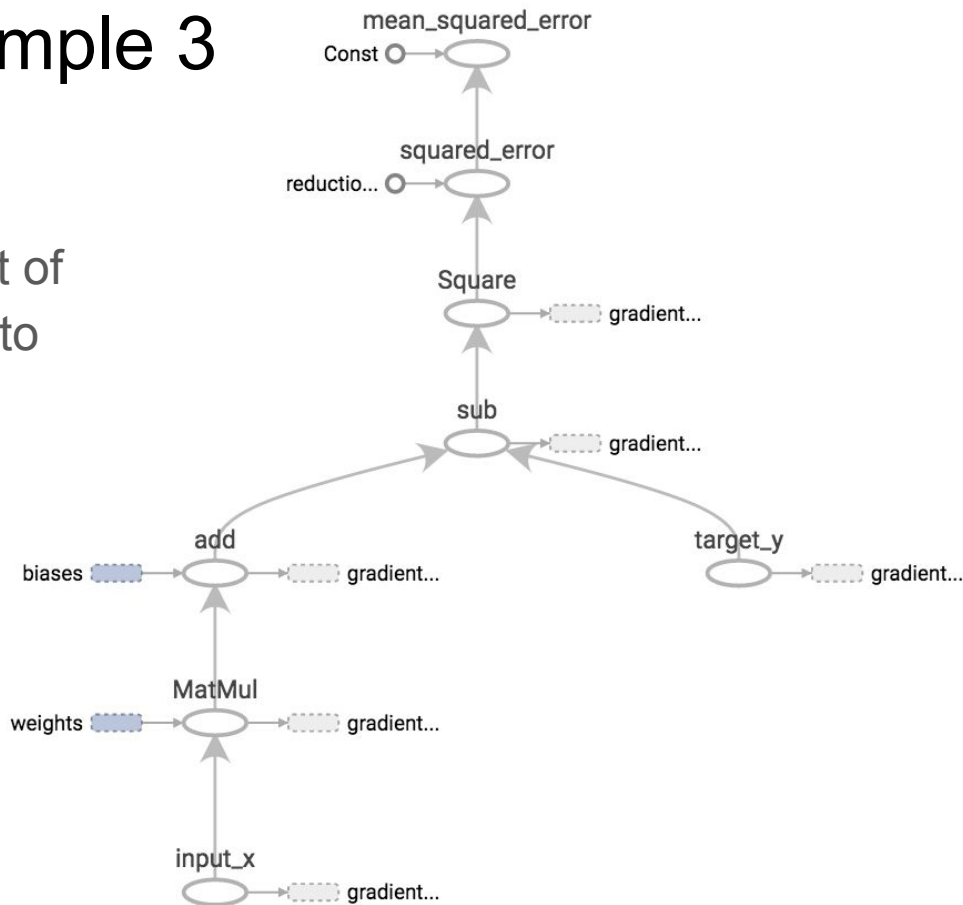 mple 3
t of
to
mean_squared_error
Const
squared_error
reductio...
Square
gradient...
sub
gradient...
add
target_y
biases
gradient...
gradient...
MatMul
weights
gradient...
input_x
gradient...